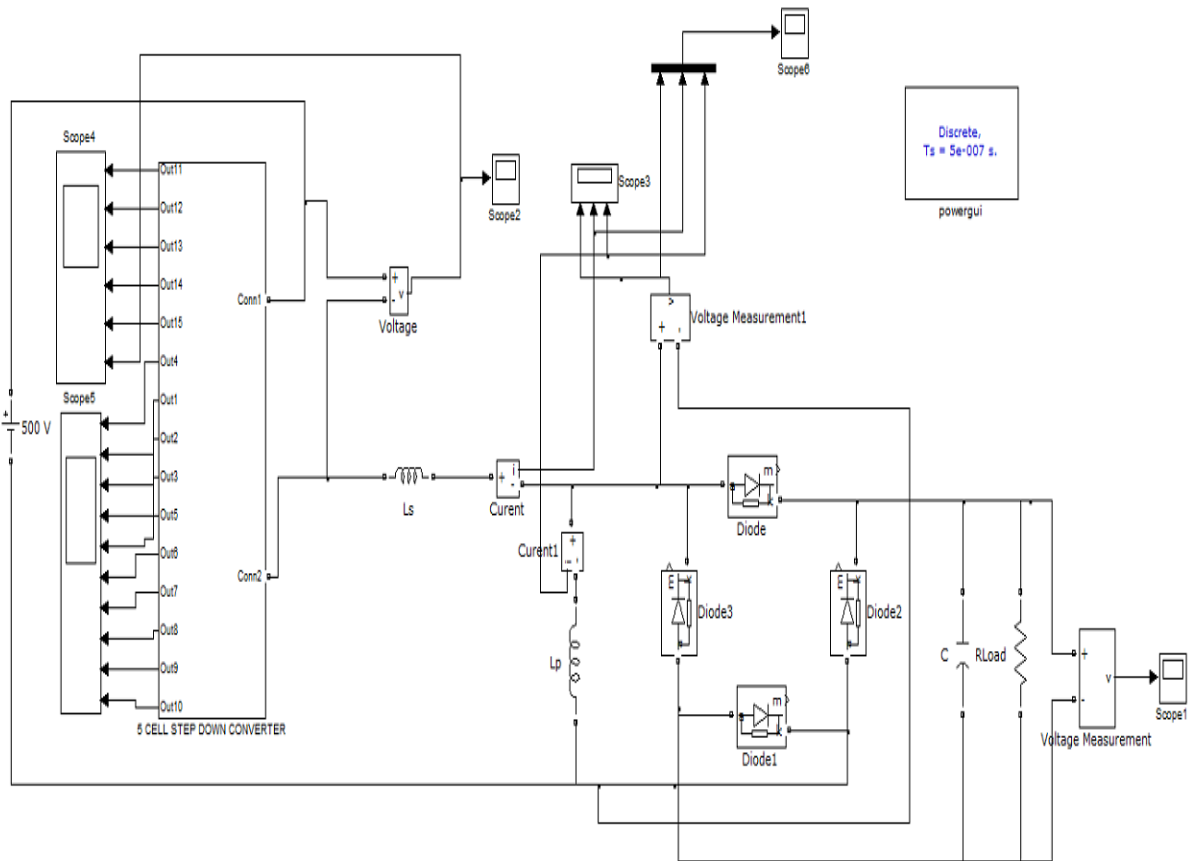 Scope6
Discrete,
Ts = 5e-007 s.
powergui
Scope4
Out11
Out12
Out13
Out14
Out15
Out4
Scope5
Out1
Out2
Out3
Out5
Out6
Out7
Out8
Out9
Out10
Conn1
Conn2
5 CELL STEP DOWN CONVERTER
+
500 V
Scope2
+
-
v
Voltage
Scope3
v
+
-
Voltage Measurement1
Ls
+
i
-
Curent
Curent1
+
i
-
Lp
m
k
Diode
m
k
Diode3
m
k
Diode2
m
k
Diode1
C
RLoad
+
-
v
Voltage Measurement
Scope1